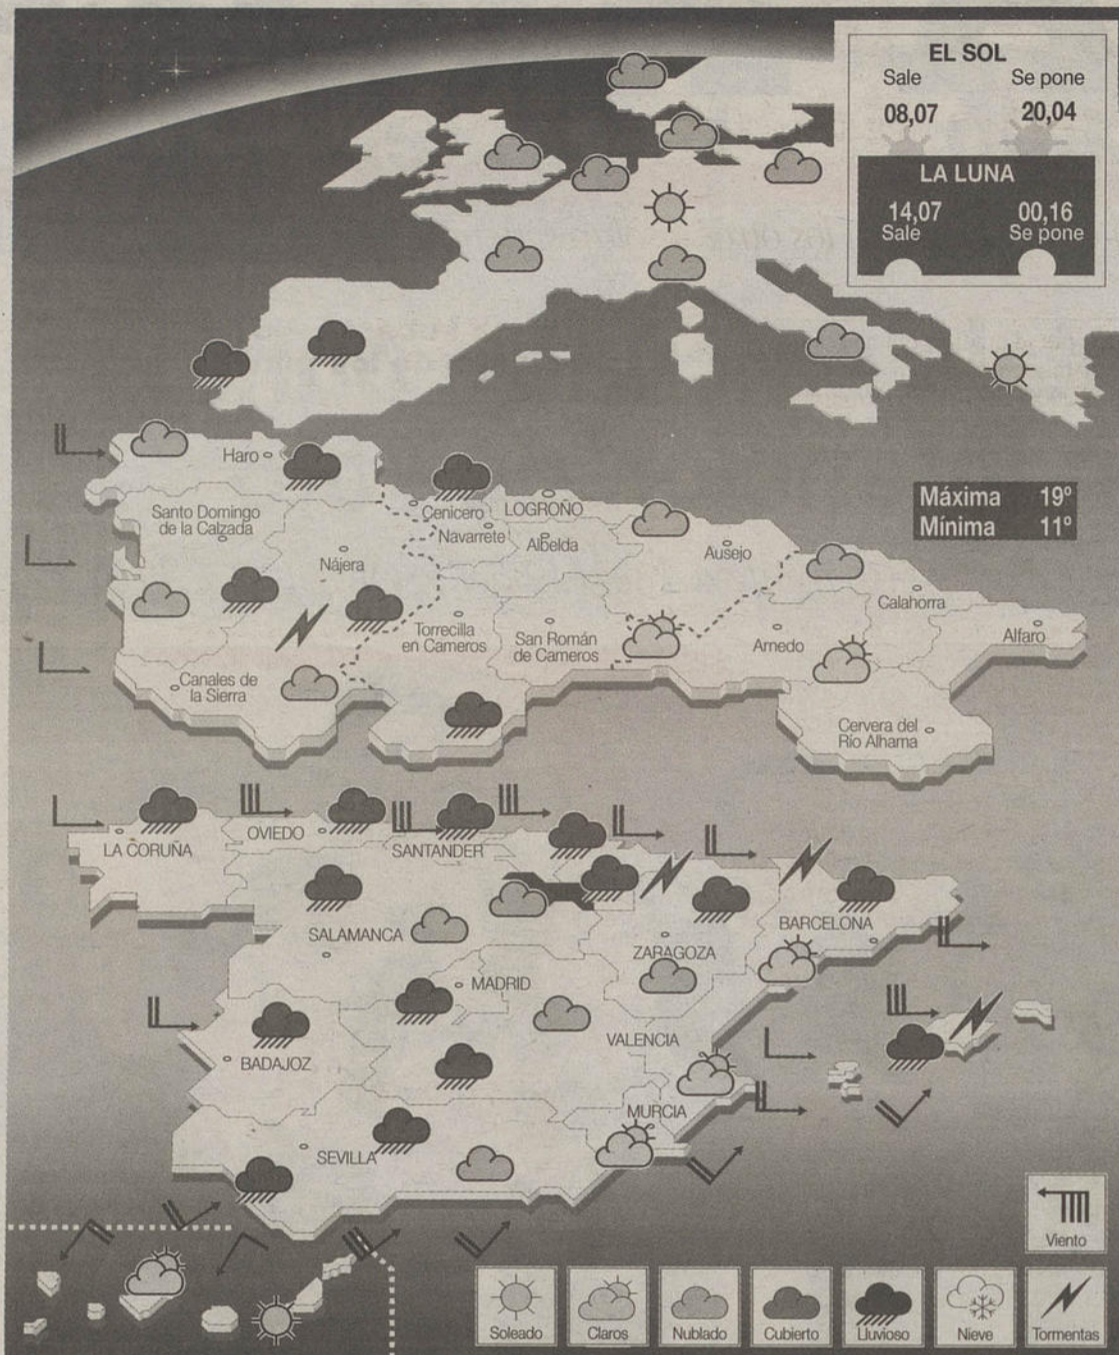 EL SOL
Sale Se pone
08,07 20,04
LA LUNA
14,07 00,16
Sale Se pone
Haro
Santo Domingo
de la Calzada
Cenicero
LOGROÑO
Navarrete
Albelda
Ausejo
Nájera
Máxima 19º
Mínima 11º
Calahorra
Torrecilla
en Cameros
San Román
de Cameros
Arnedo
Alfaro
Canales de
la Sierra
Cervera del
Río Alhama
LA CORUÑA
OVIEDO
SANTANDER
SALAMANCA
ZARAGOZA
BARCELONA
MADRID
VALENCIA
BADAJOZ
MURCIA
SEVILLA
Viento
Soleado
Claros
Nublado
Cubierto
Lluvioso
Nieve
Tormentas